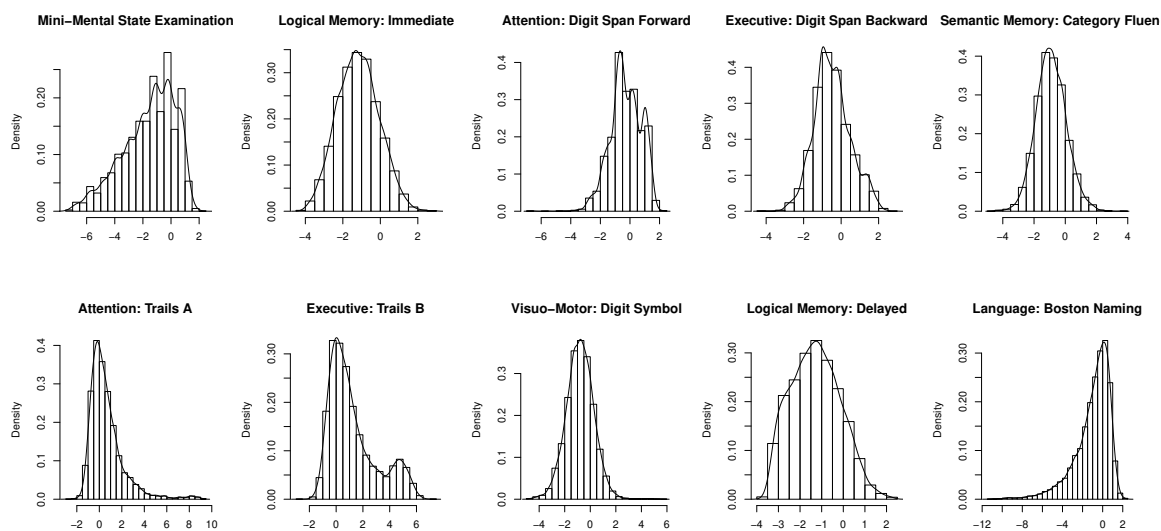 Mini−Mental State Examination
Density
0.00 0.10 0.20
−6 −4 −2 0 2
Logical Memory: Immediate
Density
0.00 0.10 0.20 0.30
−4 −2 0 2
Attention: Digit Span Forward
Density
0.0 0.1 0.2 0.3 0.4
−6 −4 −2 0 2
Executive: Digit Span Backward
Density
0.0 0.1 0.2 0.3 0.4
−4 −2 0 2
Semantic Memory: Category Fluen
Density
0.0 0.1 0.2 0.3 0.4
−4 −2 0 2 4
Attention: Trails A
Density
0.0 0.1 0.2 0.3 0.4
−2 0 2 4 6 8 10
Executive: Trails B
Density
0.00 0.10 0.20 0.30
−2 0 2 4 6
Visuo−Motor: Digit Symbol
Density
0.0 0.1 0.2 0.3
−4 −2 0 2 4 6
Logical Memory: Delayed
Density
0.00 0.10 0.20 0.30
−4 −3 −2 −1 0 1 2
Language: Boston Naming
Density
0.00 0.10 0.20 0.30
−12 −8 −4 0 2